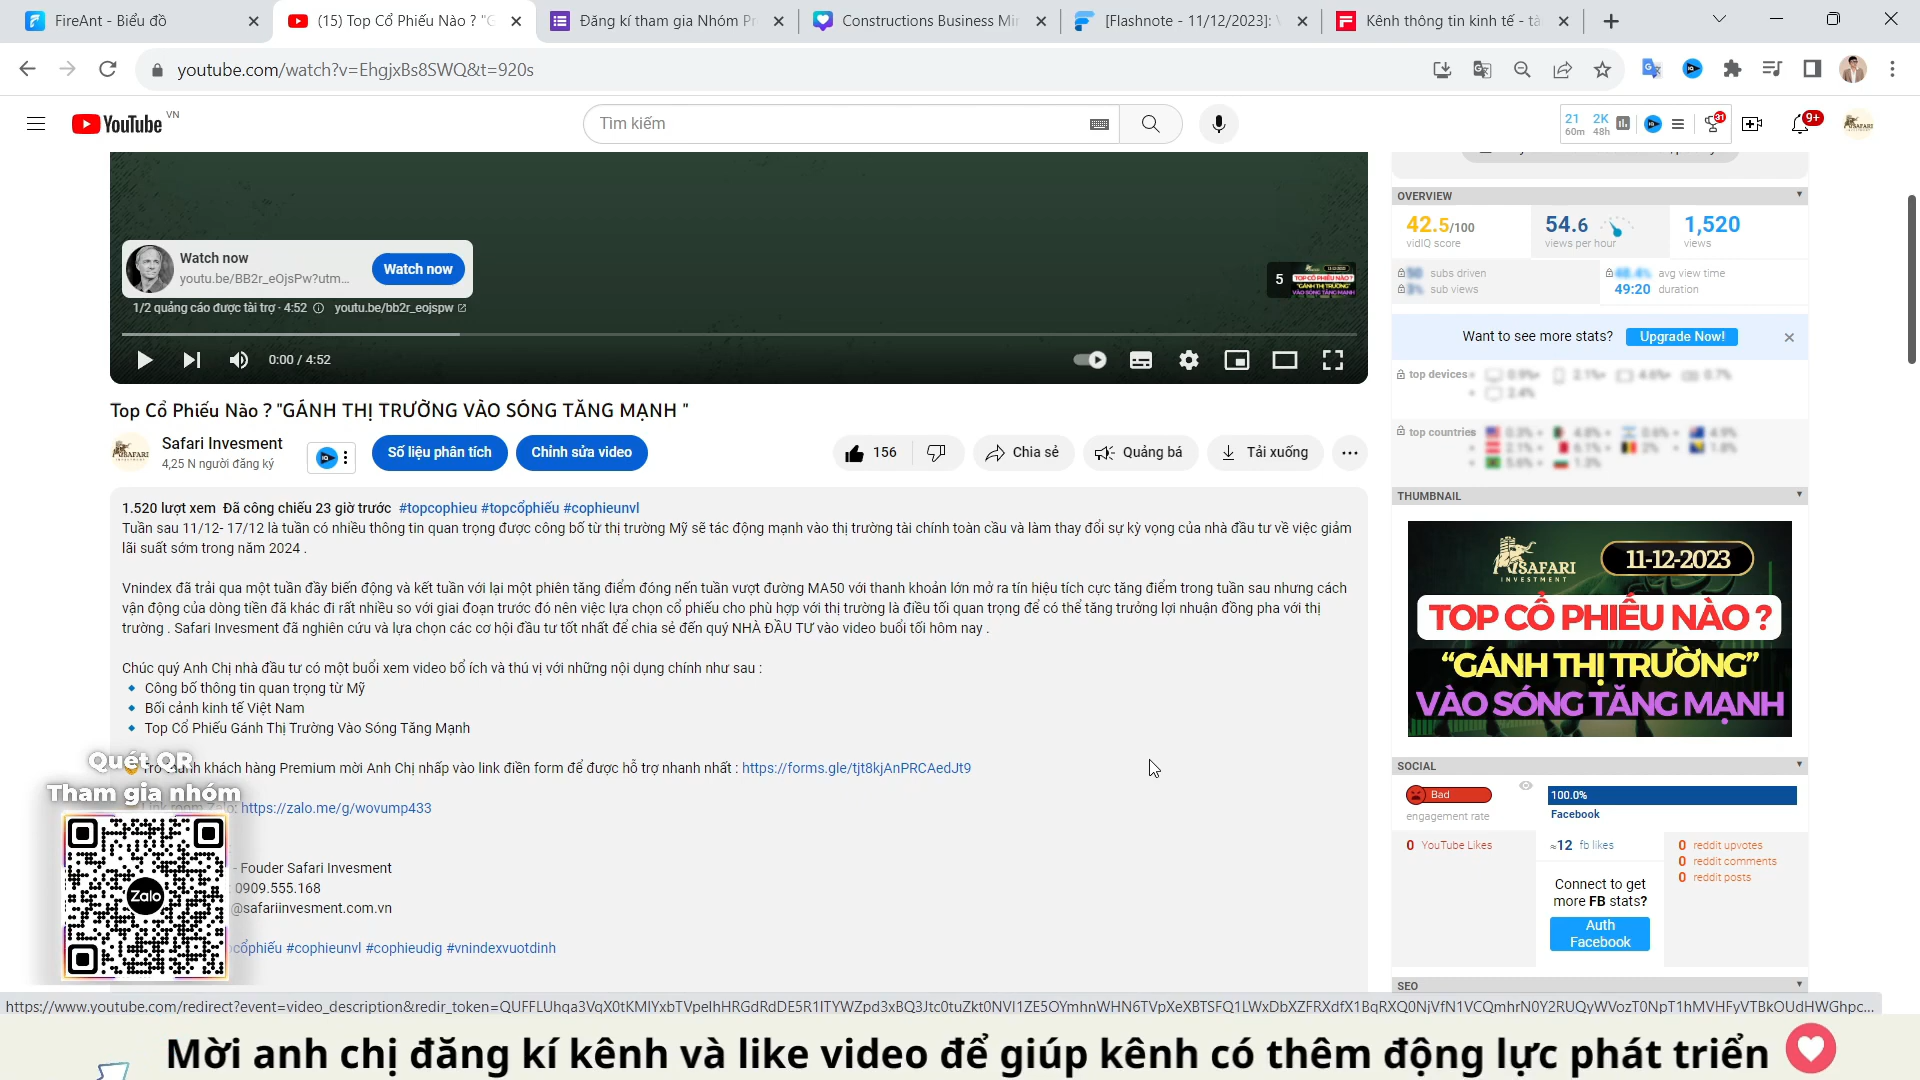 FireAnt - Biểu đồ
(15) Top Cổ Phiếu Nào ? "G
Đăng kí tham gia Nhóm Pr
Constructions Business Mi
[Flashnote - 11/12/2023]: V
Kênh thông tin kinh tế - tà
youtube.com/watch?v=EhgjxBs8SWQ&t=920s
YouTube VN
Tìm kiếm
21 60m 2K 48h
31
9+
Watch now
youtu.be/BB2r_eOjsPw?utm...
Watch now
1/2 quảng cáo được tài trợ · 4:52 youtu.be/bb2r_eojspw
5
0:00 / 4:52
Top Cổ Phiếu Nào ? "GÁNH THỊ TRƯỜNG VÀO SÓNG TĂNG MẠNH "
Safari Invesment
4,25 N người đăng ký
Số liệu phân tích
Chỉnh sửa video
156
Chia sẻ
Quảng bá
Tải xuống
1.520 lượt xem Đã công chiếu 23 giờ trước #topcophieu #topcổphiếu #cophieunvl
Tuần sau 11/12- 17/12 là tuần có nhiều thông tin quan trọng được công bố từ thị trường Mỹ sẽ tác động mạnh vào thị trường tài chính toàn cầu và làm thay đổi sự kỳ vọng của nhà đầu tư về việc giảm
lãi suất sớm trong năm 2024 .
Vnindex đã trải qua một tuần đầy biến động và kết tuần với lại một phiên tăng điểm đóng nến tuần vượt đường MA50 với thanh khoản lớn mở ra tín hiệu tích cực tăng điểm trong tuần sau nhưng cách
vận động của dòng tiền đã khác đi rất nhiều so với giai đoạn trước đó nên việc lựa chọn cổ phiếu cho phù hợp với thị trường là điều tối quan trọng để có thể tăng trưởng lợi nhuận đồng pha với thị
trường . Safari Invesment đã nghiên cứu và lựa chọn các cơ hội đầu tư tốt nhất để chia sẻ đến quý NHÀ ĐẦU TƯ vào video buổi tối hôm nay .
Chúc quý Anh Chị nhà đầu tư có một buổi xem video bổ ích và thú vị với những nội dụng chính như sau :
Công bố thông tin quan trọng từ Mỹ
Bối cảnh kinh tế Việt Nam
Top Cổ Phiếu Gánh Thị Trường Vào Sóng Tăng Mạnh
Trở thành khách hàng Premium mời Anh Chị nhấp vào link điền form để được hỗ trợ nhanh nhất : https://forms.gle/tjt8kjAnPRCAedJt9
Link room Zalo: https://zalo.me/g/wovump433
- Fouder Safari Invesment
: 0909.555.168
@safariinvesment.com.vn
#cophieunvl #cophieudig #vnindexvuotdinh
Quét QR
Tham gia nhóm
Zalo
OVERVIEW
42.5/100
vidIQ score
54.6
views per hour
1,520
views
subs driven
sub views
avg view time
49:20 duration
Want to see more stats? Upgrade Now!
top devices
top countries
THUMBNAIL
SAFARI
INVESTMENT
11-12-2023
TOP CỔ PHIẾU NÀO ?
“GÁNH THỊ TRƯỜNG”
VÀO SÓNG TĂNG MẠNH
SOCIAL
Bad
engagement rate
100.0%
Facebook
0 YouTube Likes
≈12 fb likes
0 reddit upvotes
0 reddit comments
0 reddit posts
Connect to get
more FB stats?
Auth
Facebook
SEO
Mời anh chị đăng kí kênh và like video để giúp kênh có thêm động lực phát triển